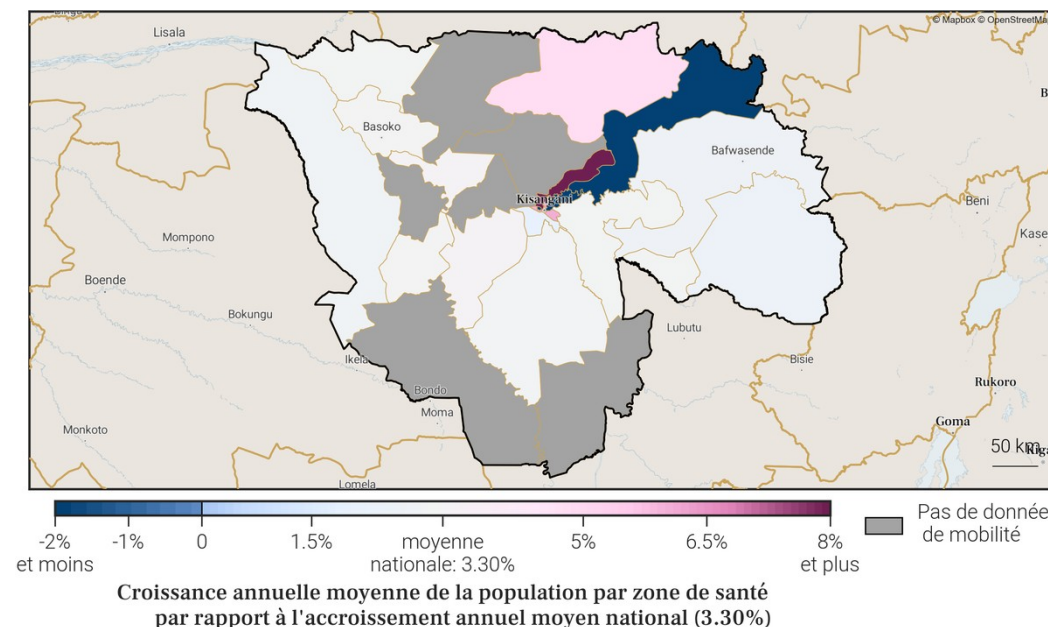 © Mapbox © OpenStreetMa
Lisala
B
Basoko
Bafwasende
Kisangani
Beni
Mompono
Kase
Boende
Bokungu
Lubutu
Ikela
Bisie
Bondo
Rukoro
Moma
Goma
Monkoto
50 km
Kiga
Lomela
-2%
et moins
-1%
0
1.5%
moyenne
nationale: 3.30%
5%
6.5%
8%
et plus
Pas de donnée
de mobilité
Croissance annuelle moyenne de la population par zone de santé
par rapport à l'accroissement annuel moyen national (3.30%)